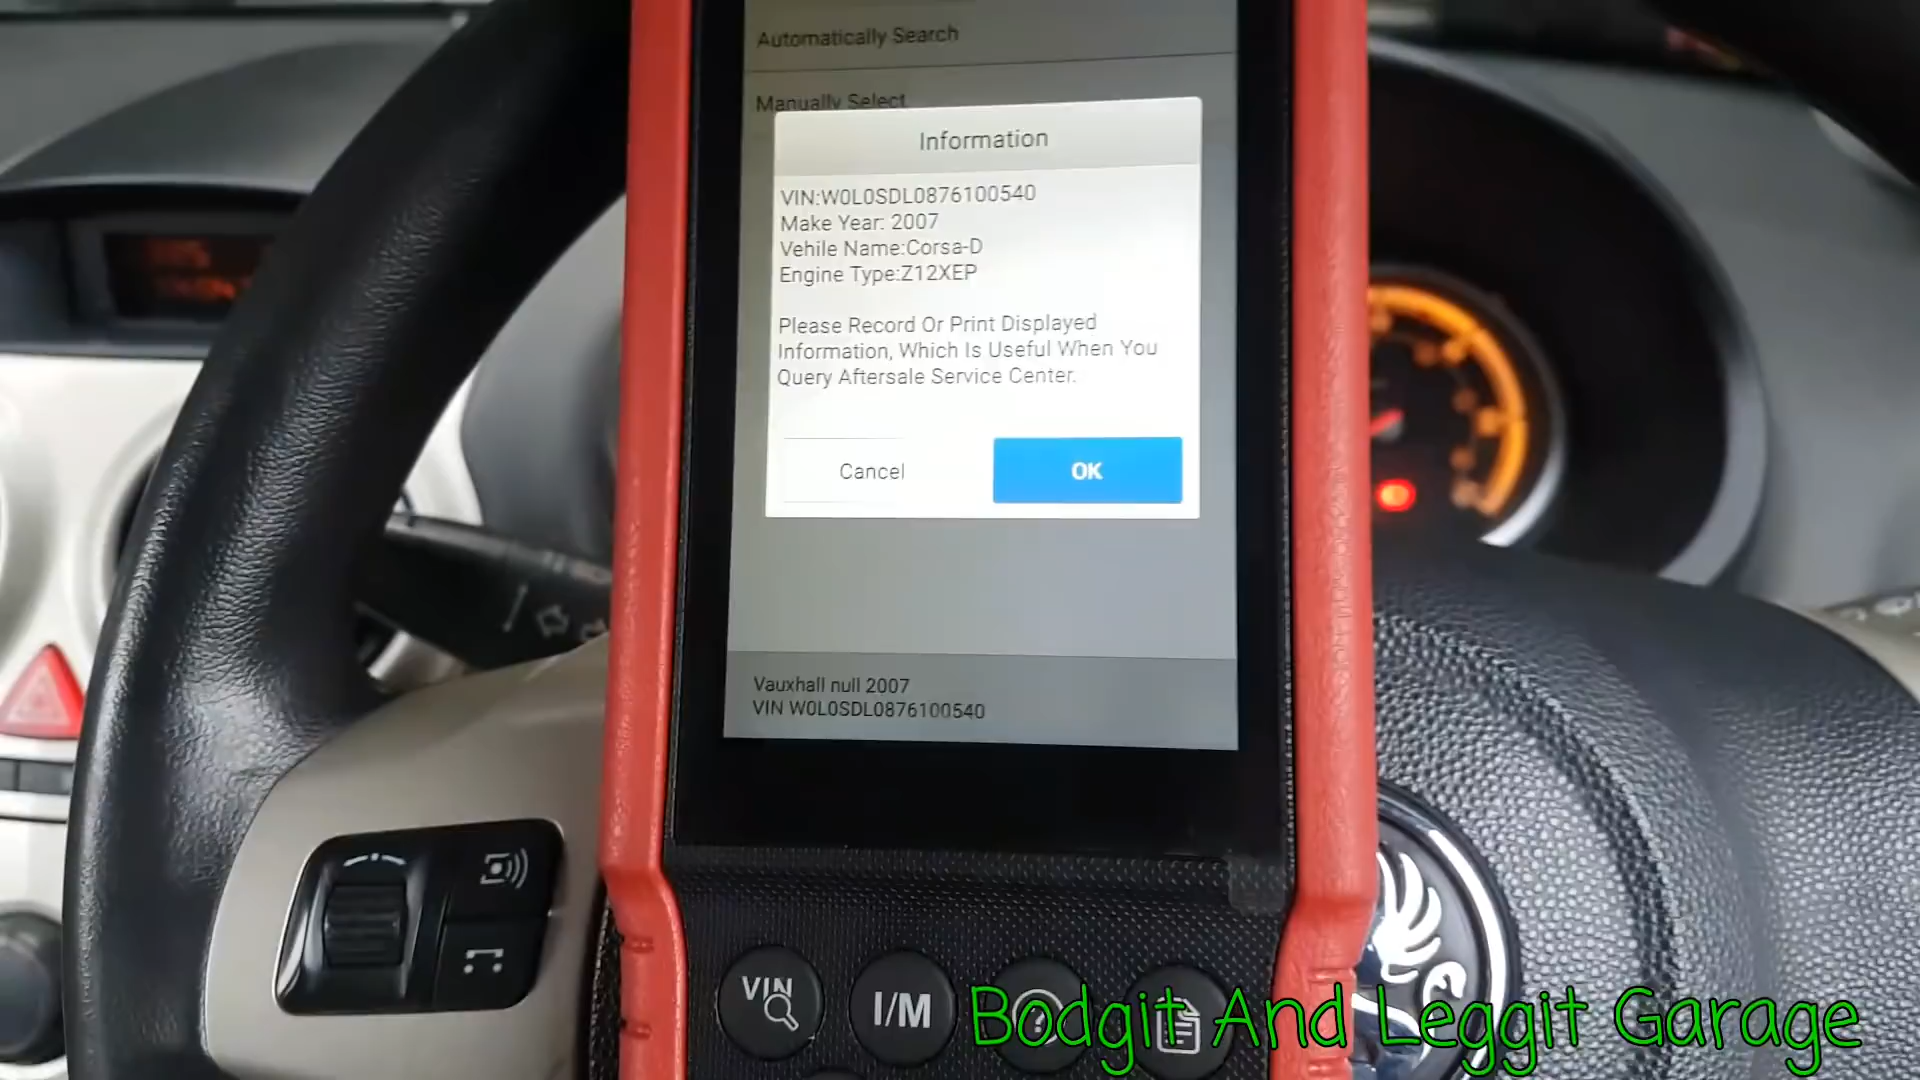 Automatically Search
Manually Select
Information
VIN:W0L0SDL0876100540
Make Year: 2007
Vehile Name:Corsa-D
Engine Type:Z12XEP
Please Record Or Print Displayed
Information, Which Is Useful When You
Query Aftersale Service Center.
Cancel
OK
Vauxhall null 2007
VIN W0L0SDL0876100540
VIN
I/M
?
Bodgit And Leggit Garage